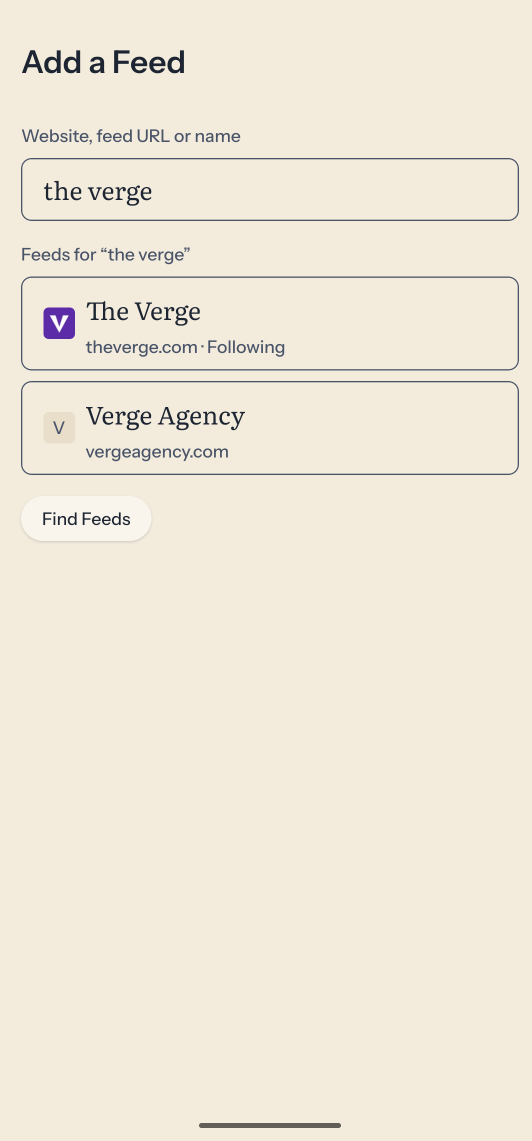 Add a Feed
Website, feed URL or name
the verge
Feeds for “the verge”
The Verge
theverge.com · Following
V
Verge Agency
vergeagency.com
Find Feeds